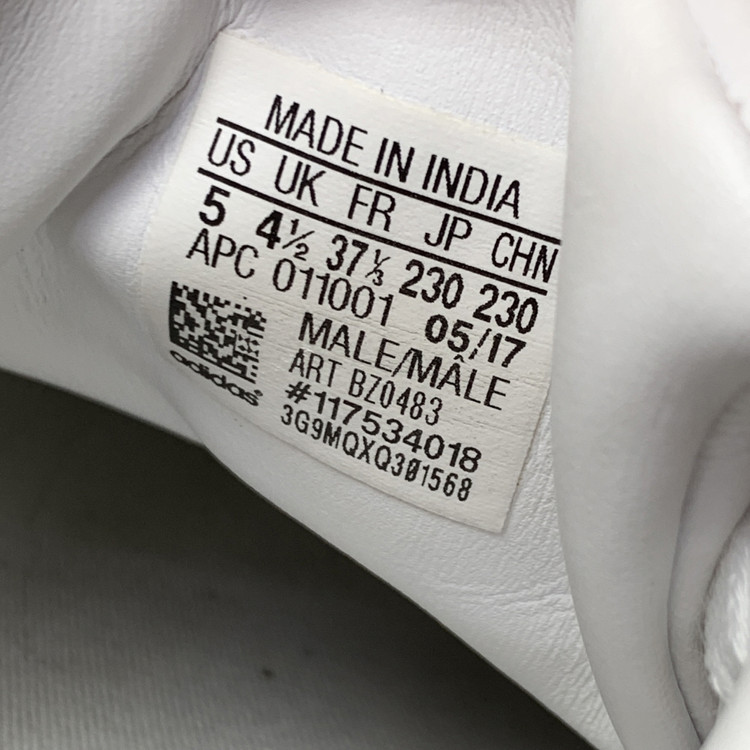 MADE IN INDIA
US UK FR JP CHN
5 4½ 37⅓ 230 230
APC 011001 05/17
MALE/MÂLE
ART BZ0483
#117534018
3G9MQXQ301568
adidas